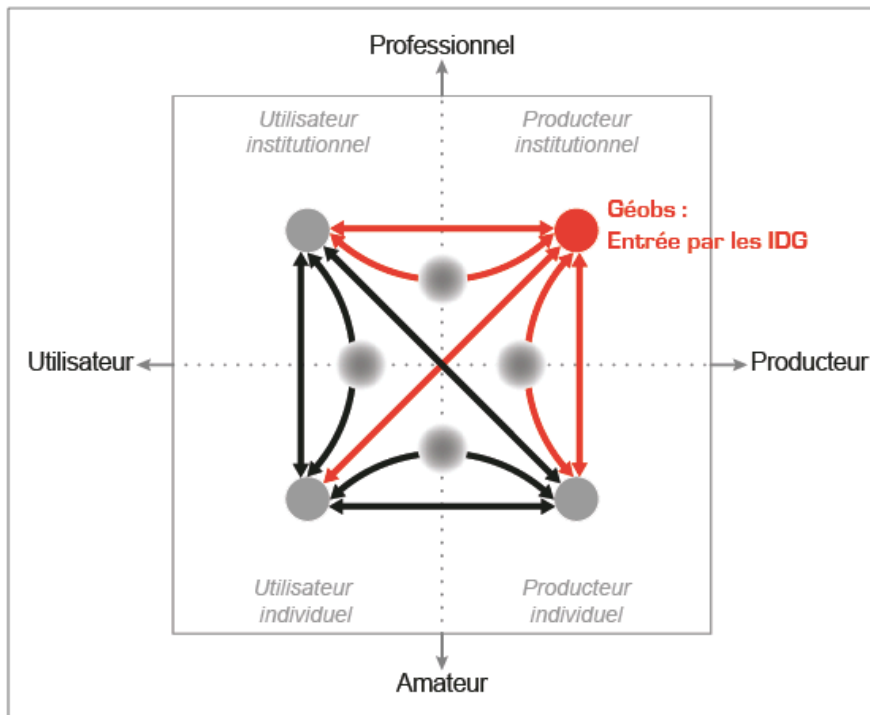 Professionnel
Utilisateur
institutionnel
Producteur
institutionnel
Géobs :
Entrée par les IDG
Utilisateur
Producteur
Utilisateur
individuel
Producteur
individuel
Amateur